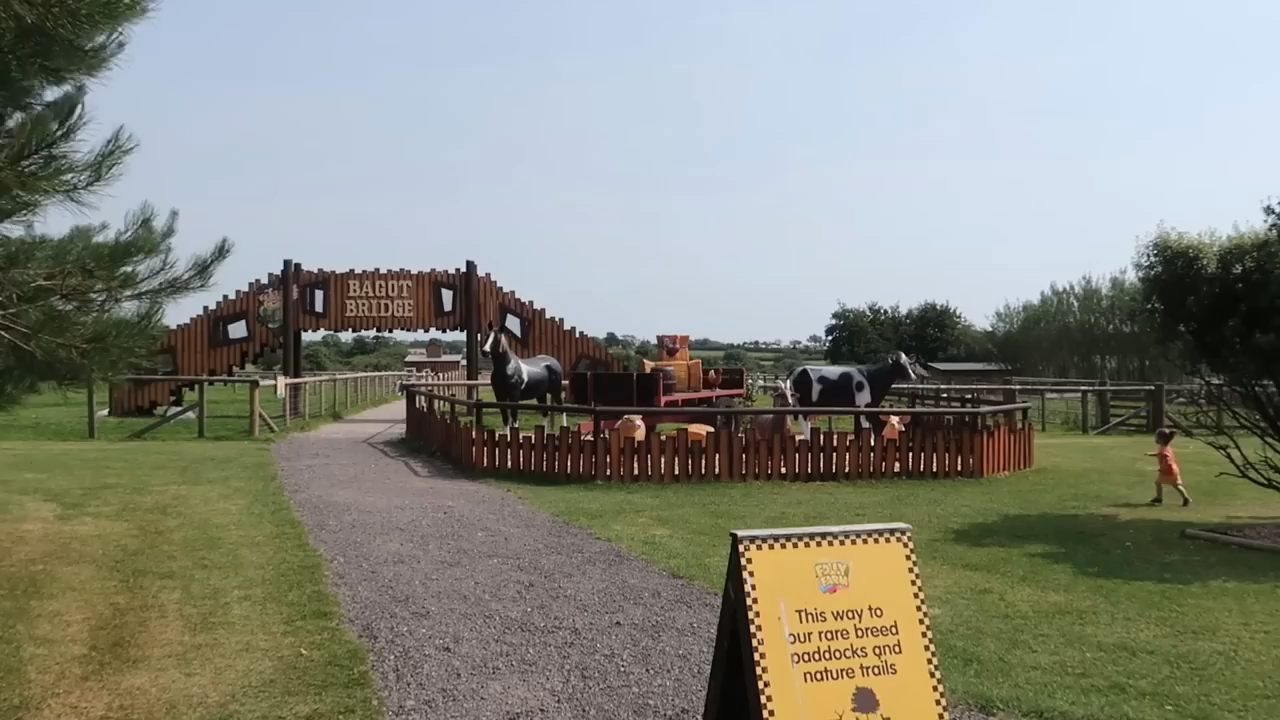 BAGOT
BRIDGE
FOLLY
FARM
This way to
our rare breed
paddocks and
nature trails